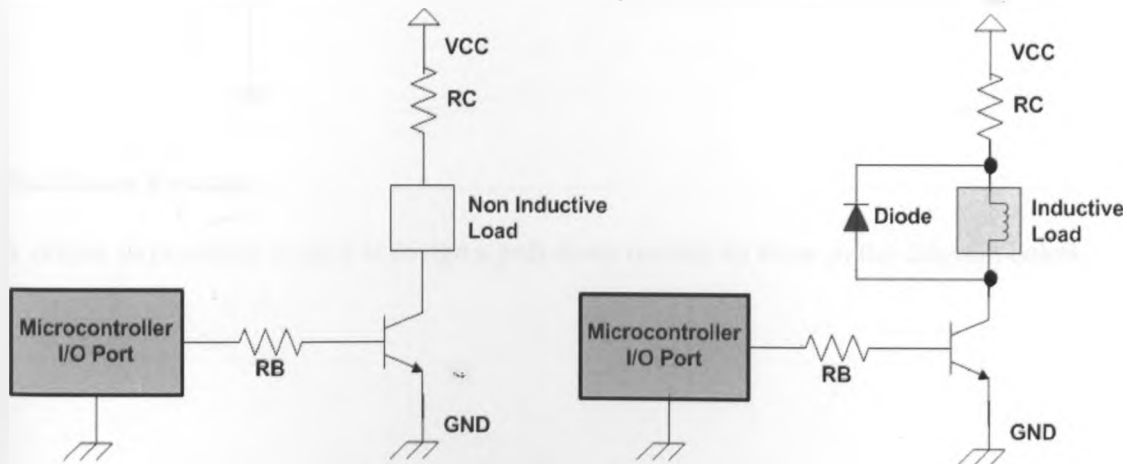 VCC
RC
Non Inductive
Load
Microcontroller
I/O Port
RB
GND
VCC
RC
Diode
Inductive
Load
Microcontroller
I/O Port
RB
GND